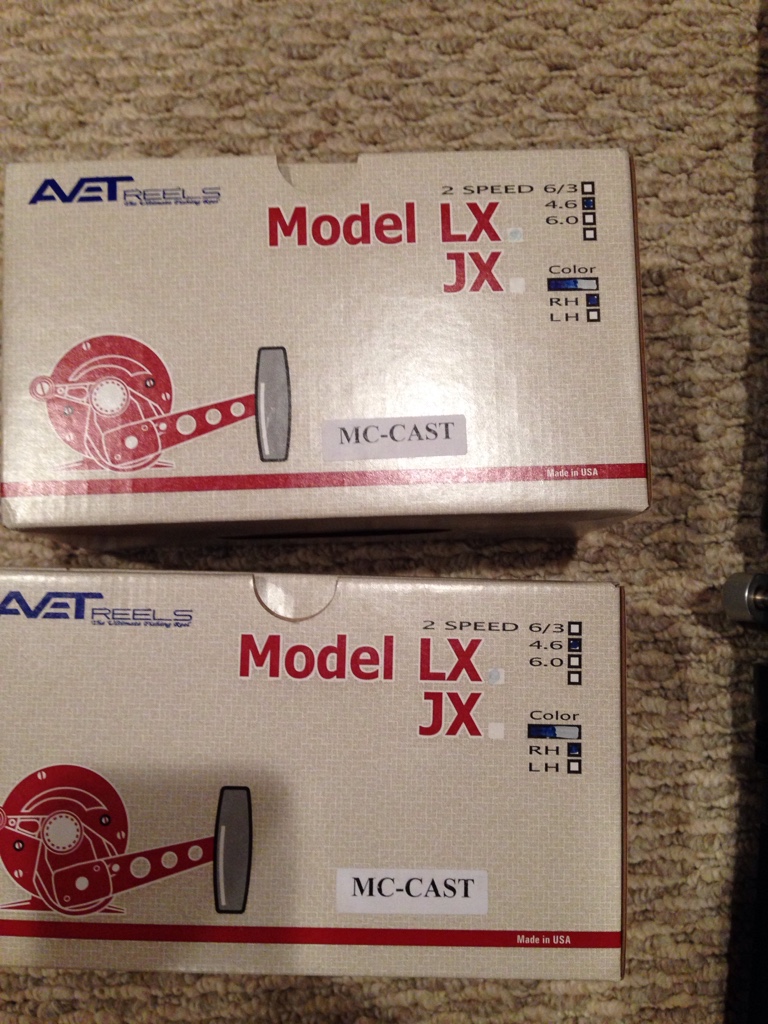 AVET REELS
The Ultimate Fishing Reel
2 SPEED 6/3
4.6
6.0
Model LX
JX
Color
RH
LH
MC-CAST
Made in USA
AVET REELS
The Ultimate Fishing Reel
2 SPEED 6/3
4.6
6.0
Model LX
JX
Color
RH
LH
MC-CAST
Made in USA